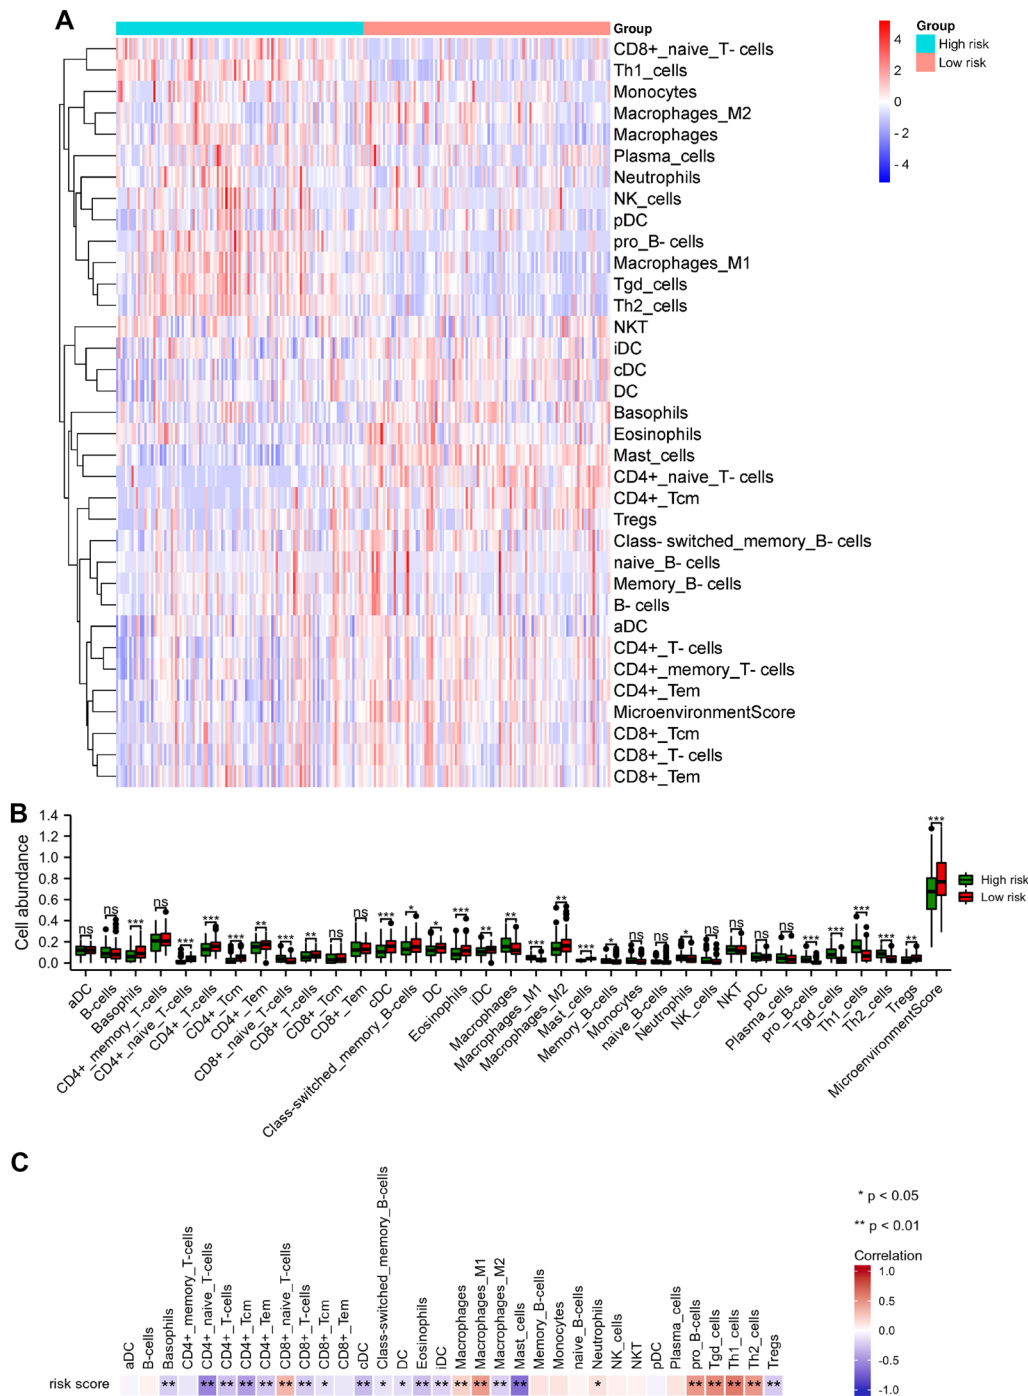 A
Group
CD8+_naive_T- cells
Th1_cells
Monocytes
Macrophages_M2
Macrophages
Plasma_cells
Neutrophils
NK_cells
pDC
pro_B- cells
Macrophages_M1
Tgd_cells
Th2_cells
NKT
iDC
cDC
DC
Basophils
Eosinophils
Mast_cells
CD4+_naive_T- cells
CD4+_Tcm
Tregs
Class- switched_memory_B- cells
naive_B- cells
Memory_B- cells
B- cells
aDC
CD4+_T- cells
CD4+_memory_T- cells
CD4+_Tem
MicroenvironmentScore
CD8+_Tcm
CD8+_T- cells
CD8+_Tem
4
2
0
- 2
- 4
Group
High risk
Low risk
B
Cell abundance
1.4
1.2
1.0
0.8
0.6
0.4
0.2
0.0
ns
ns
***
ns
***
***
***
**
***
**
ns
ns
***
*
*
***
**
**
***
**
***
*
ns
ns
*
ns
ns
ns
ns
***
***
***
***
**
***
aDC
B-cells
Basophils
CD4+_memory_T-cells
CD4+_naive_T-cells
CD4+_T-cells
CD4+_Tcm
CD4+_Tem
CD8+_naive_T-cells
CD8+_T-cells
CD8+_Tcm
CD8+_Tem
cDC
Class-switched_memory_B-cells
DC
Eosinophils
iDC
Macrophages
Macrophages_M1
Macrophages_M2
Mast_cells
Memory_B-cells
Monocytes
naive_B-cells
Neutrophils
NK_cells
NKT
pDC
Plasma_cells
pro_B-cells
Tgd_cells
Th1_cells
Th2_cells
Tregs
MicroenvironmentScore
High risk
Low risk
C
aDC
B-cells
Basophils
CD4+_memory_T-cells
CD4+_naive_T-cells
CD4+_T-cells
CD4+_Tcm
CD4+_Tem
CD8+_naive_T-cells
CD8+_T-cells
CD8+_Tcm
CD8+_Tem
cDC
Class-switched_memory_B-cells
DC
Eosinophils
iDC
Macrophages
Macrophages_M1
Macrophages_M2
Mast_cells
Memory_B-cells
Monocytes
naive_B-cells
Neutrophils
NK_cells
NKT
pDC
Plasma_cells
pro_B-cells
Tgd_cells
Th1_cells
Th2_cells
Tregs
risk score ** ** ** ** ** ** ** * ** * * ** ** ** ** ** ** * ** ** ** ** **
* p < 0.05
** p < 0.01
Correlation
1.0
0.5
0.0
-0.5
-1.0